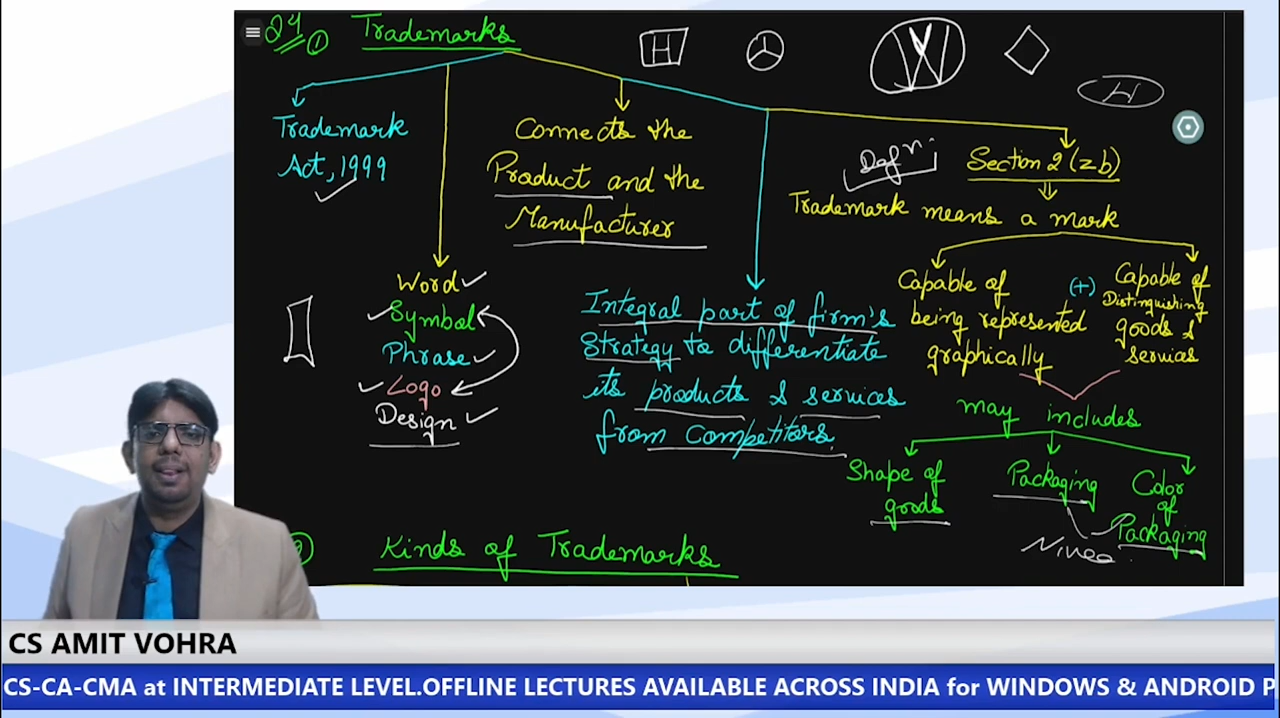 24
① Trademarks
H
Trademark
Act, 1999
Connects the
Product and the
Manufacturer
Defn.
Section 2 (zb)
Trademark means a mark
Capable of
being represented
graphically
(+)
Capable of
Distinguishing
goods &
services
Word
Symbol
Phrase
Logo
Design
Integral part of firm's
Strategy to differentiate
its products & services
from competitors.
may includes
Shape of
goods
Packaging
Color
of
Packaging
Nivea
Kinds of Trademarks
CS AMIT VOHRA
CS-CA-CMA at INTERMEDIATE LEVEL.OFFLINE LECTURES AVAILABLE ACROSS INDIA for WINDOWS & ANDROID P